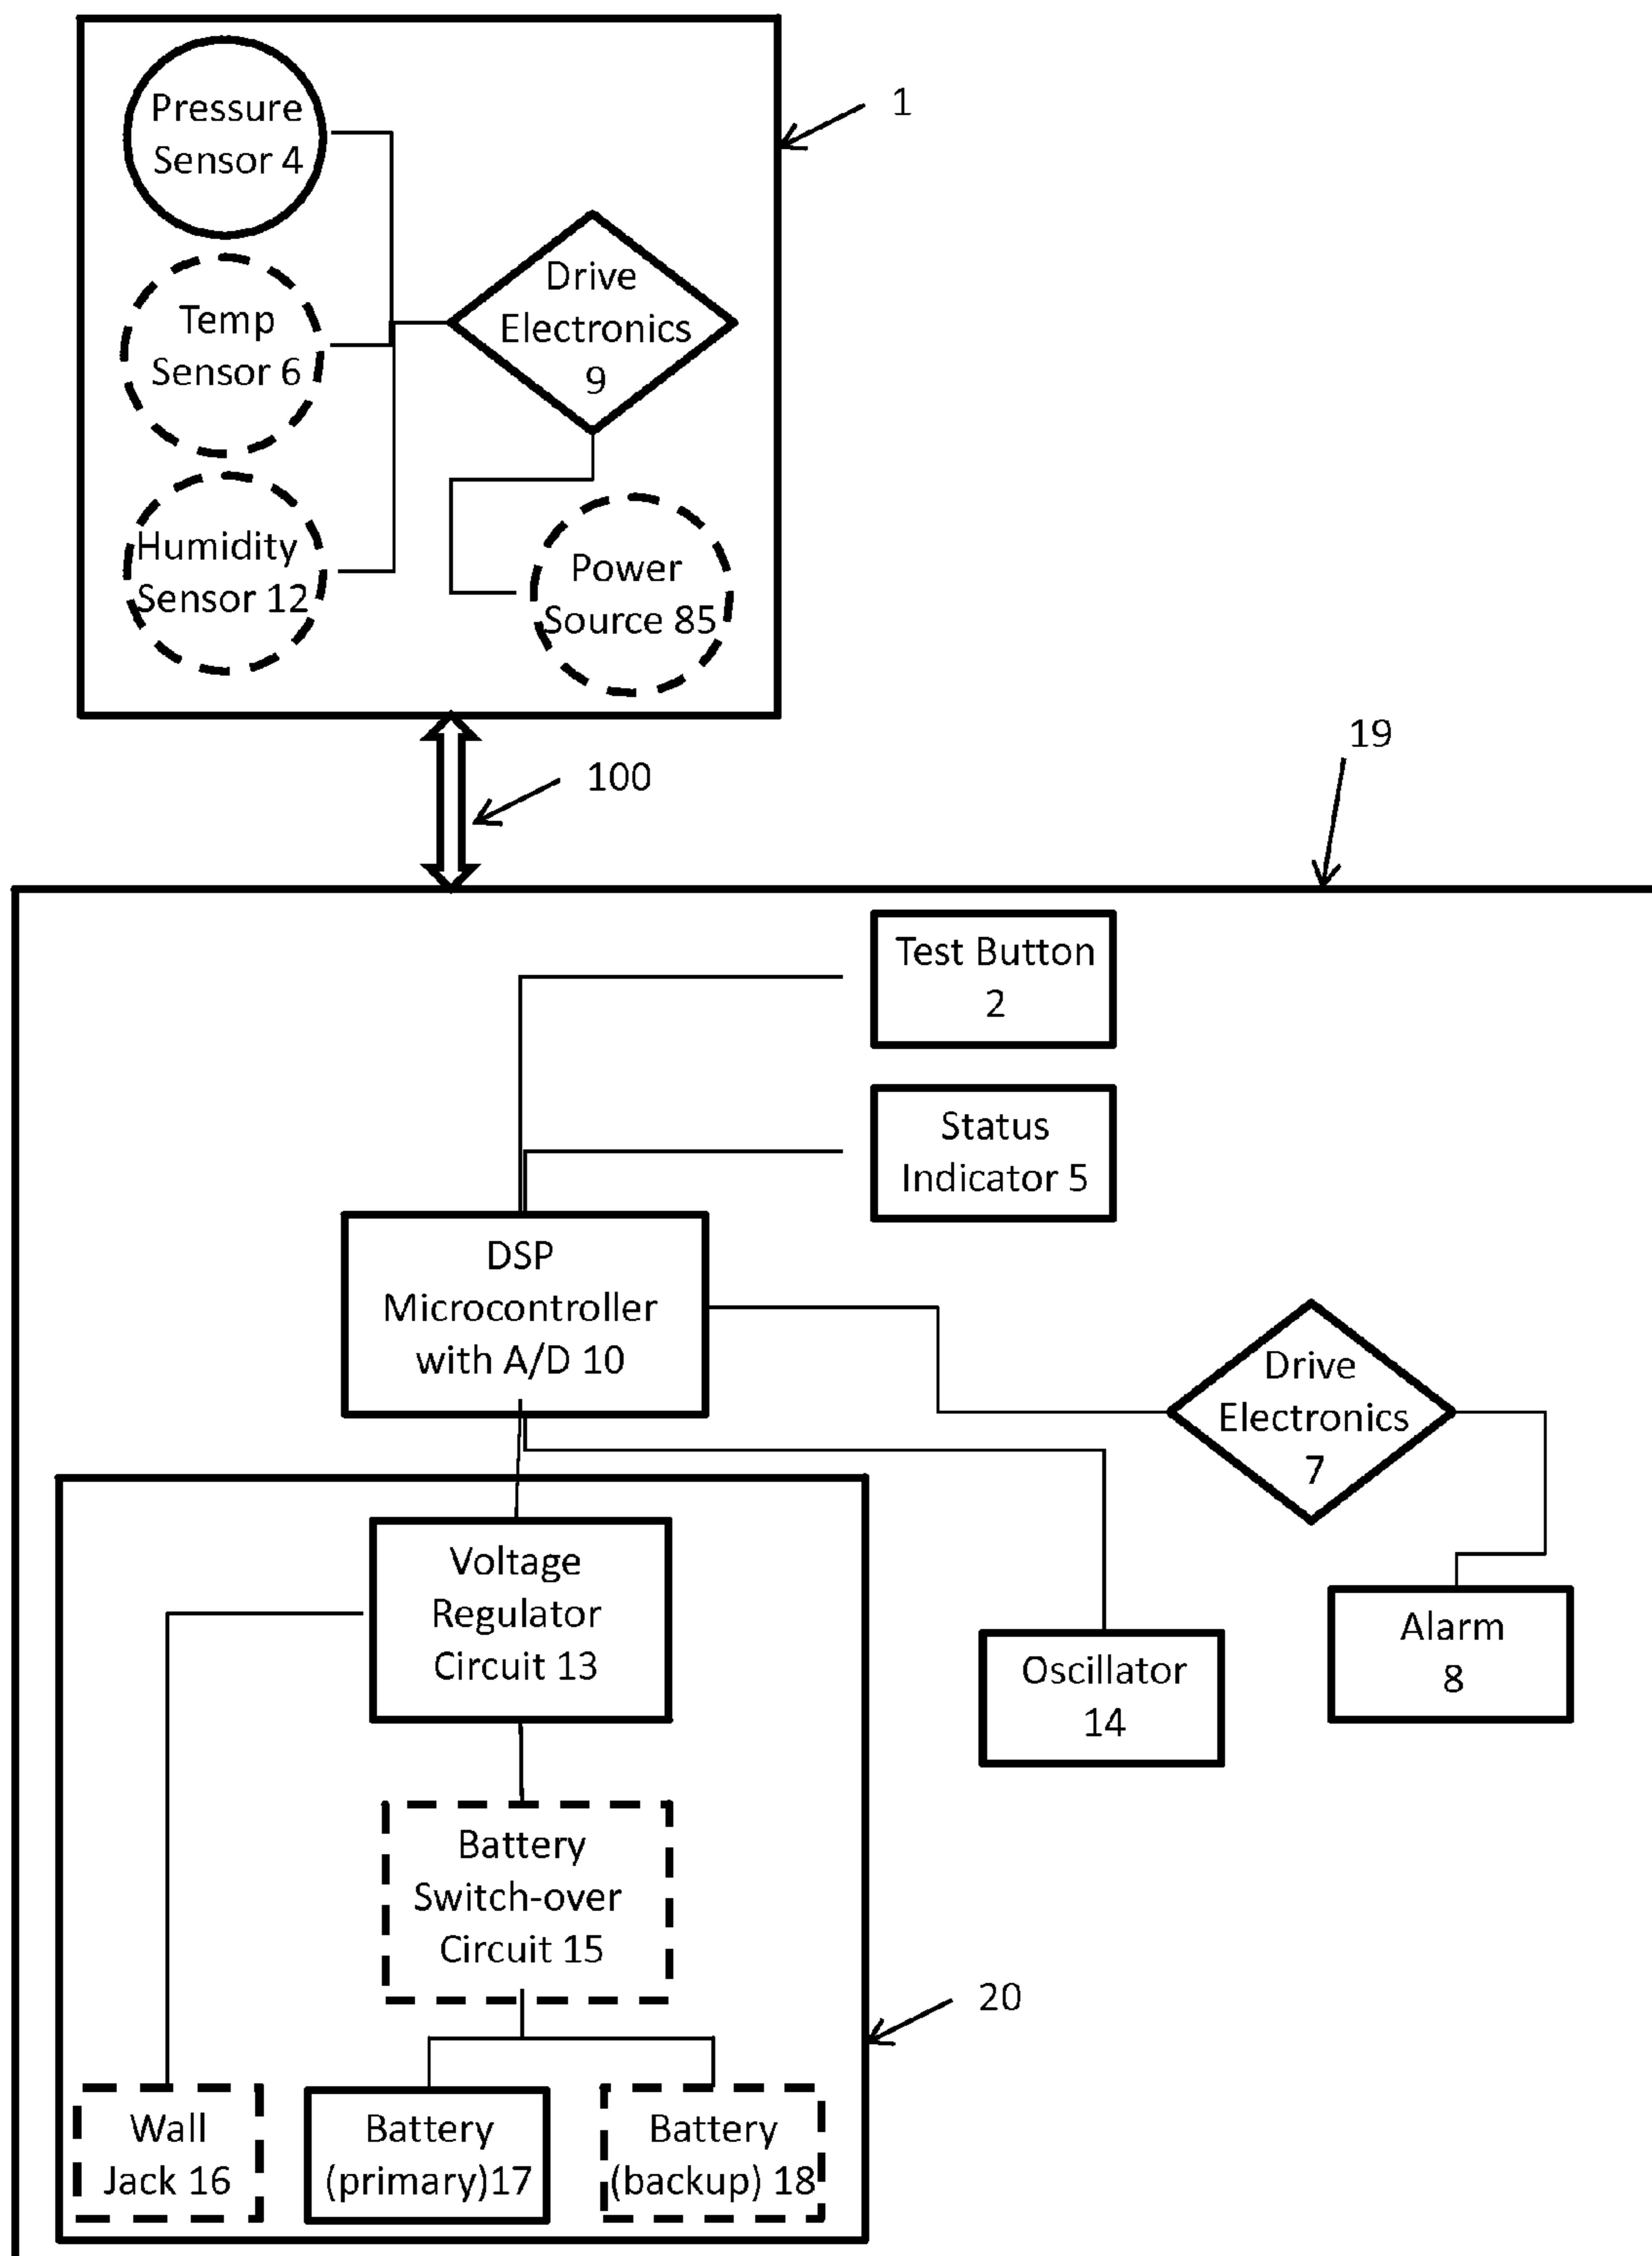 Pressure
Sensor 4
1
Drive
Electronics
9
Temp
Sensor 6
Humidity
Sensor 12
Power
Source 85
100
19
Test Button
2
Status
Indicator 5
DSP
Microcontroller
with A/D 10
Drive
Electronics
7
Voltage
Regulator
Circuit 13
Oscillator
14
Alarm
8
Battery
Switch-over
Circuit 15
20
Wall
Jack 16
Battery
(primary)17
Battery
(backup) 18